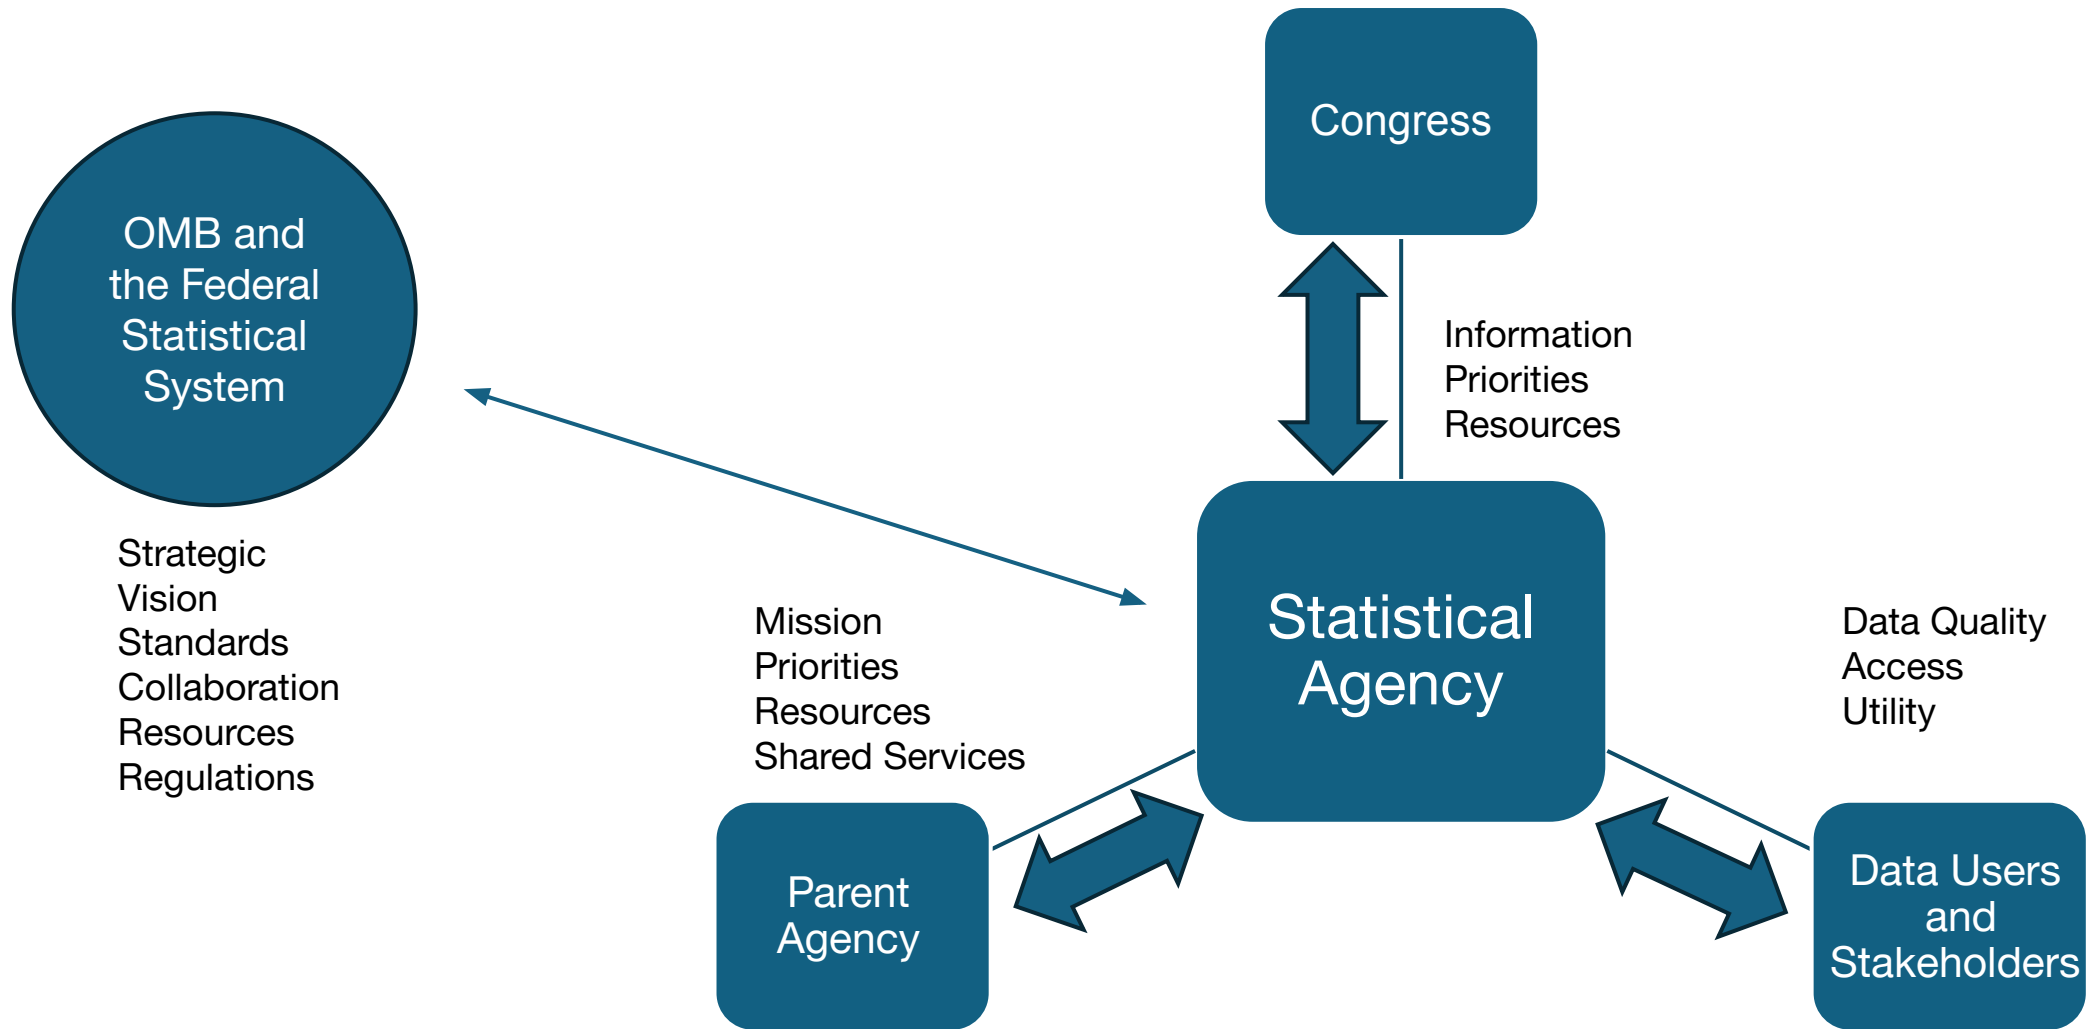 Congress
OMB and
the Federal
Statistical
System
Information
Priorities
Resources
Strategic
Vision
Standards
Collaboration
Resources
Regulations
Mission
Priorities
Resources
Shared Services
Statistical
Agency
Data Quality
Access
Utility
Parent
Agency
Data Users
and
Stakeholders